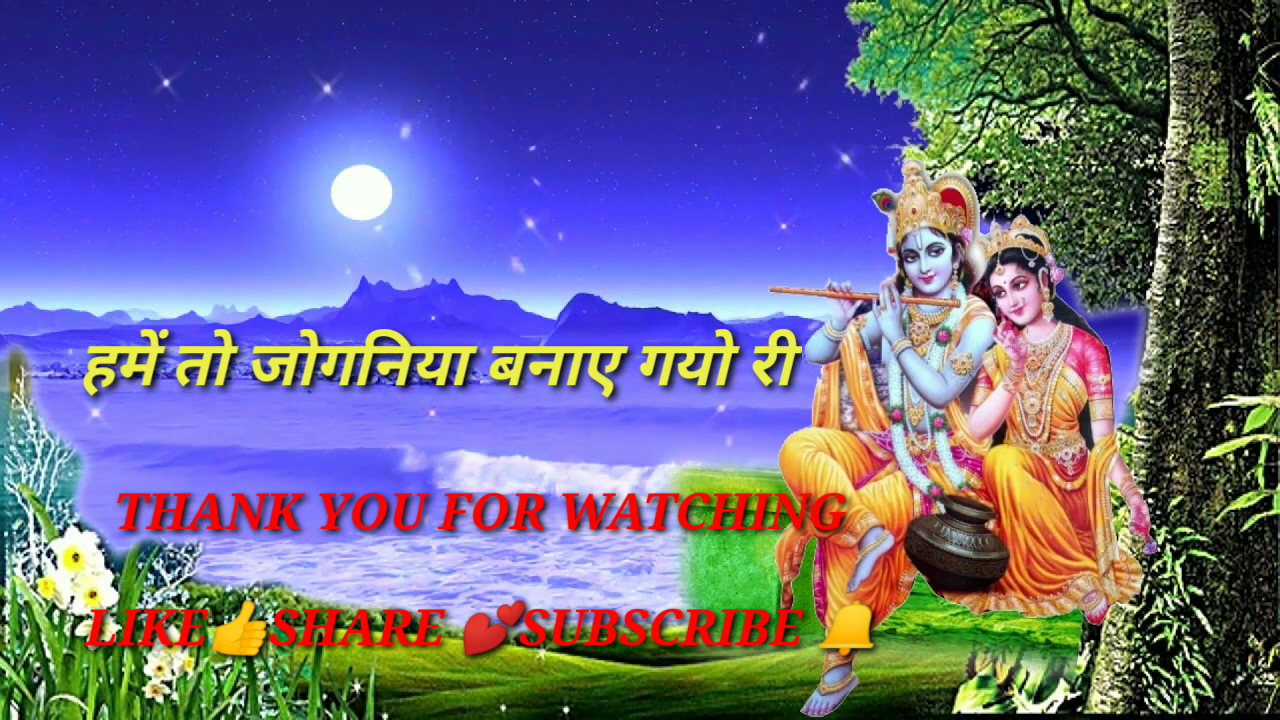 हमें तो जोगनिया बनाए गयो री
THANK YOU FOR WATCHING
LIKE👍SHARE 💕SUBSCRIBE 🔔